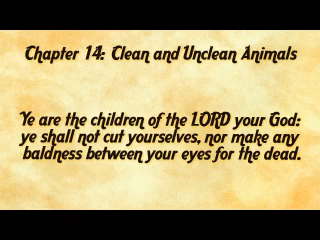 Chapter 14: Clean and Unclean Animals
Ye are the children of the LORD your God:
ye shall not cut yourselves, nor make any
baldness between your eyes for the dead.